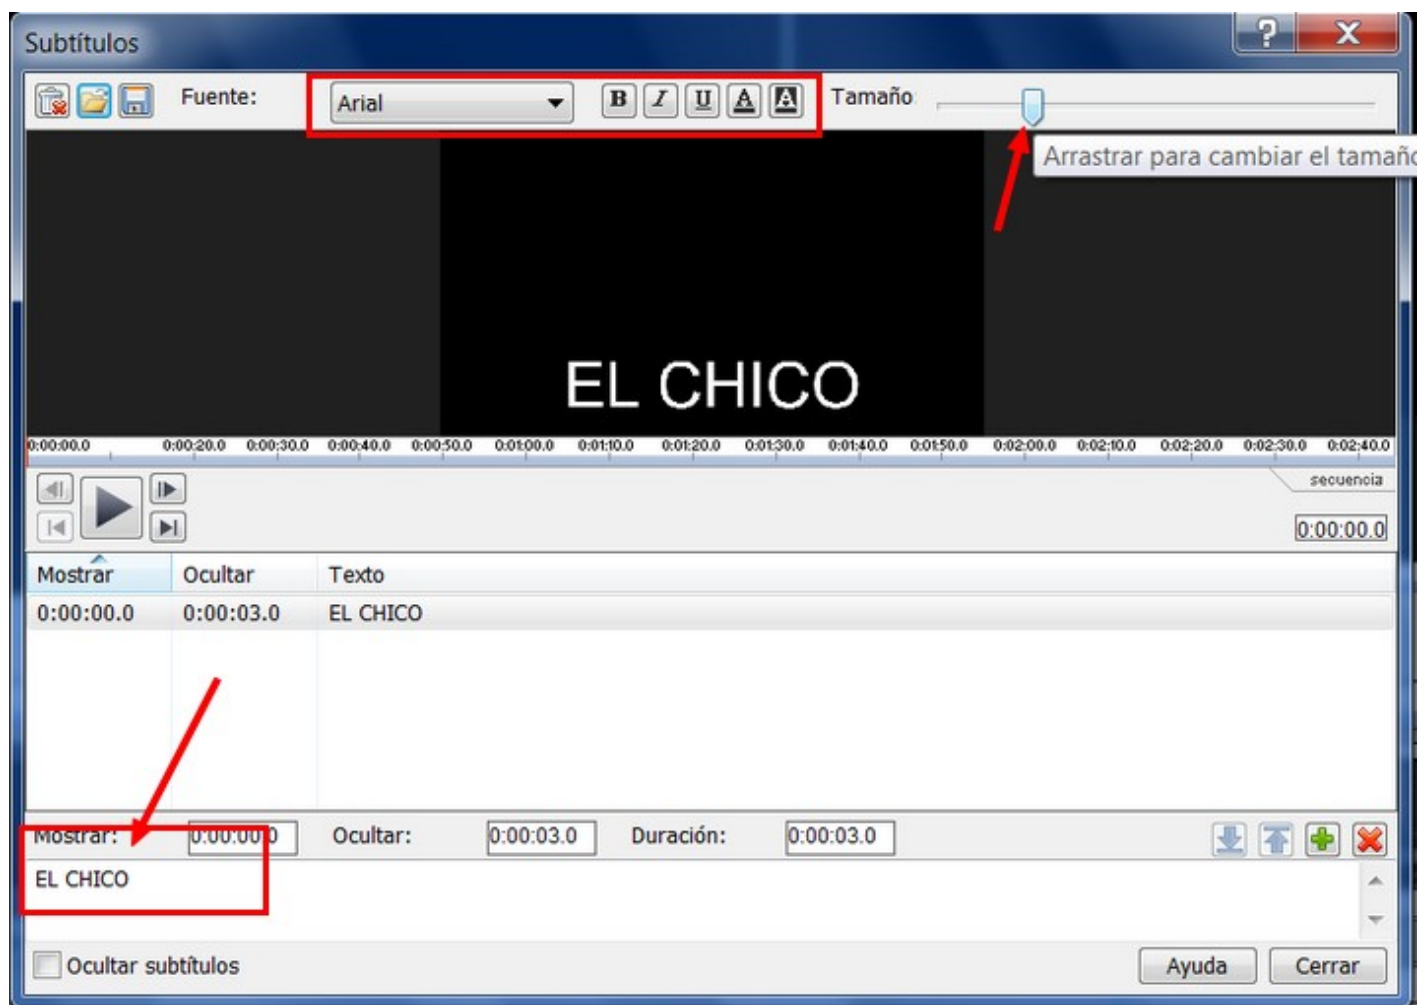 Subtítulos
? X
Fuente: Arial B I U A A Tamaño
Arrastrar para cambiar el tamaño
EL CHICO
0:00:00.0 0:00:20.0 0:00:30.0 0:00:40.0 0:00:50.0 0:01:00.0 0:01:10.0 0:01:20.0 0:01:30.0 0:01:40.0 0:01:50.0 0:02:00.0 0:02:10.0 0:02:20.0 0:02:30.0 0:02:40.0
secuencia
0:00:00.0
Mostrar Ocultar Texto
0:00:00.0 0:00:03.0 EL CHICO
Mostrar: 0:00:00.0 Ocultar: 0:00:03.0 Duración: 0:00:03.0
EL CHICO
Ocultar subtítulos Ayuda Cerrar